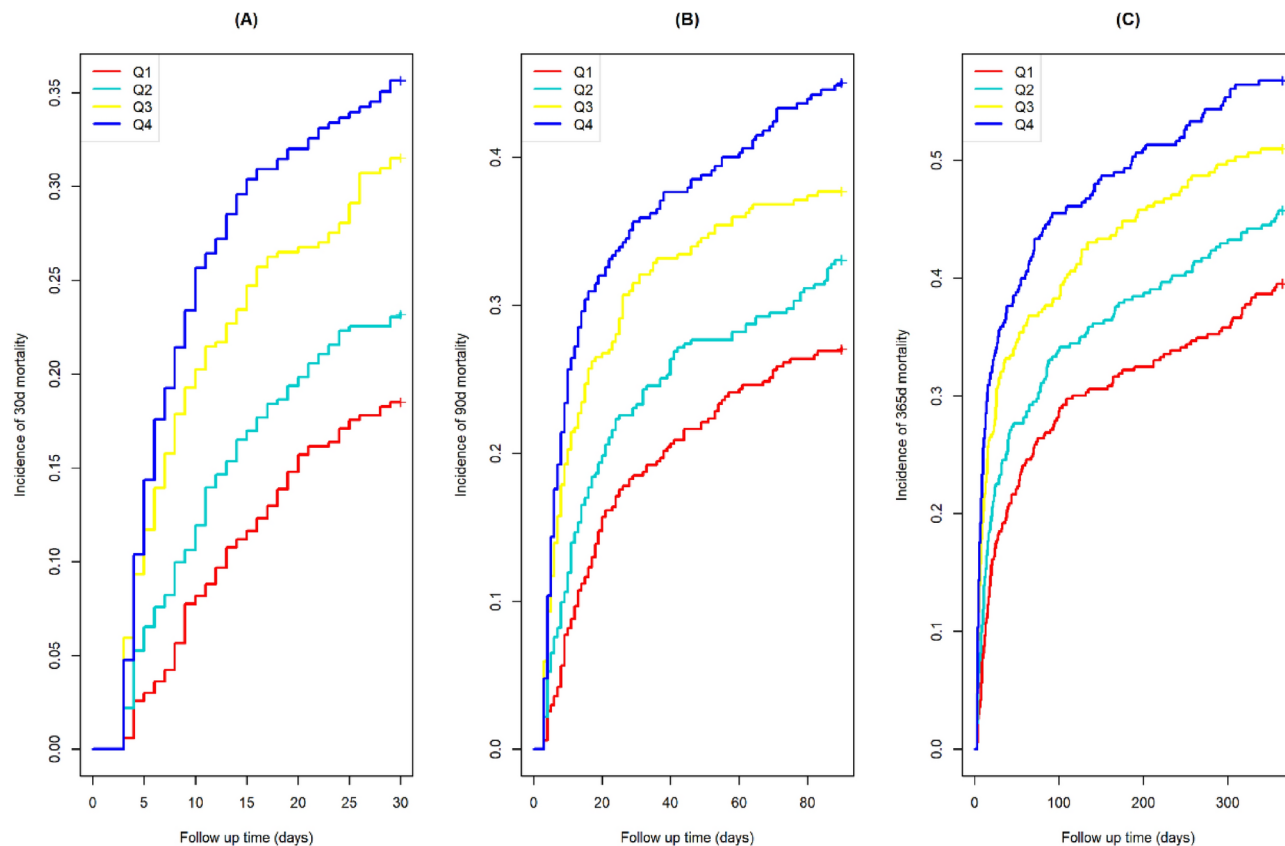 (A)
Incidence of 30d mortality
0.35
0.30
0.25
0.20
0.15
0.10
0.05
0.00
Q1
Q2
Q3
Q4
0 5 10 15 20 25 30
Follow up time (days)
(B)
Incidence of 90d mortality
0.4
0.3
0.2
0.1
0.0
Q1
Q2
Q3
Q4
0 20 40 60 80
Follow up time (days)
(C)
Incidence of 365d mortality
0.5
0.4
0.3
0.2
0.1
0.0
Q1
Q2
Q3
Q4
0 100 200 300
Follow up time (days)